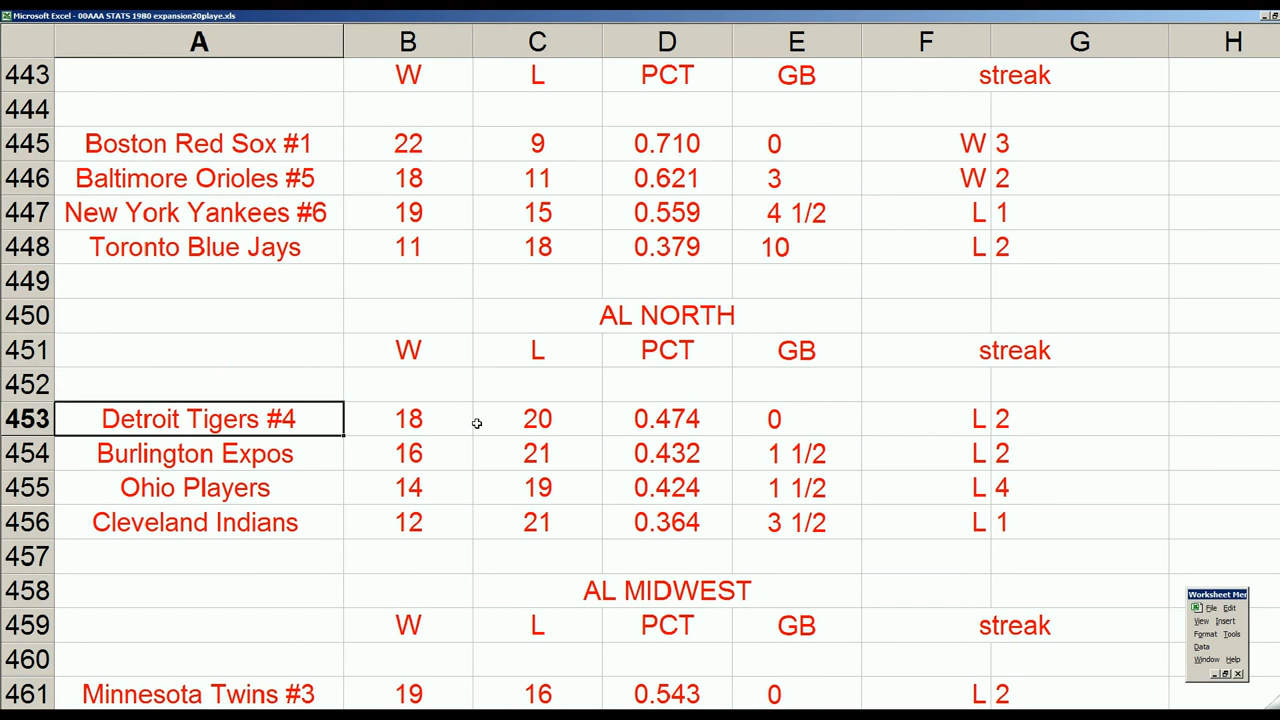 Microsoft Excel - 00AAA STATS 1980 expansion20playe.xls
A B C D E F G H
443 W L PCT GB streak
444
445 Boston Red Sox #1 22 9 0.710 0 W 3
446 Baltimore Orioles #5 18 11 0.621 3 W 2
447 New York Yankees #6 19 15 0.559 4 1/2 L 1
448 Toronto Blue Jays 11 18 0.379 10 L 2
449
450 AL NORTH
451 W L PCT GB streak
452
453 Detroit Tigers #4 18 20 0.474 0 L 2
454 Burlington Expos 16 21 0.432 1 1/2 L 2
455 Ohio Players 14 19 0.424 1 1/2 L 4
456 Cleveland Indians 12 21 0.364 3 1/2 L 1
457
458 AL MIDWEST
459 W L PCT GB streak
460
461 Minnesota Twins #3 19 16 0.543 0 L 2
Worksheet Mer
File Edit
View Insert
Format Tools
Data
Window Help